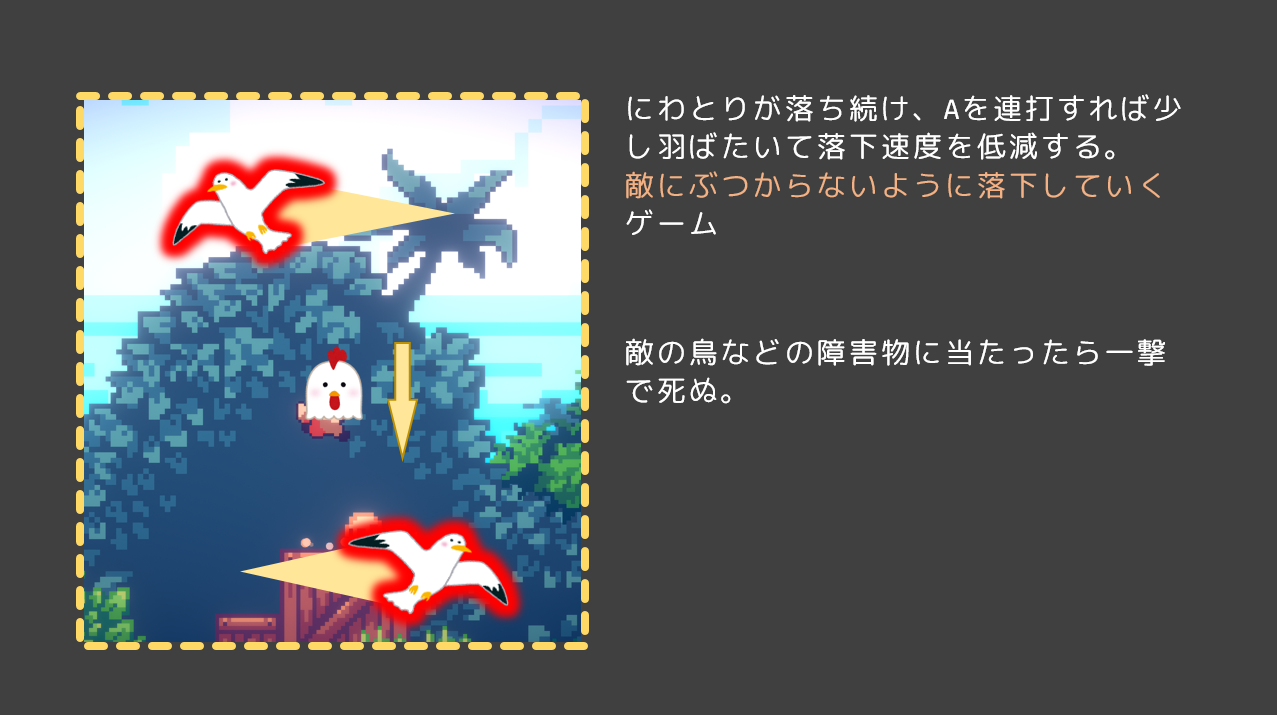 にわとりが落ち続け、Aを連打すれば少
し羽ばたいて落下速度を低減する。
敵にぶつからないように落下していく
ゲーム
敵の鳥などの障害物に当たったら一撃
で死ぬ。